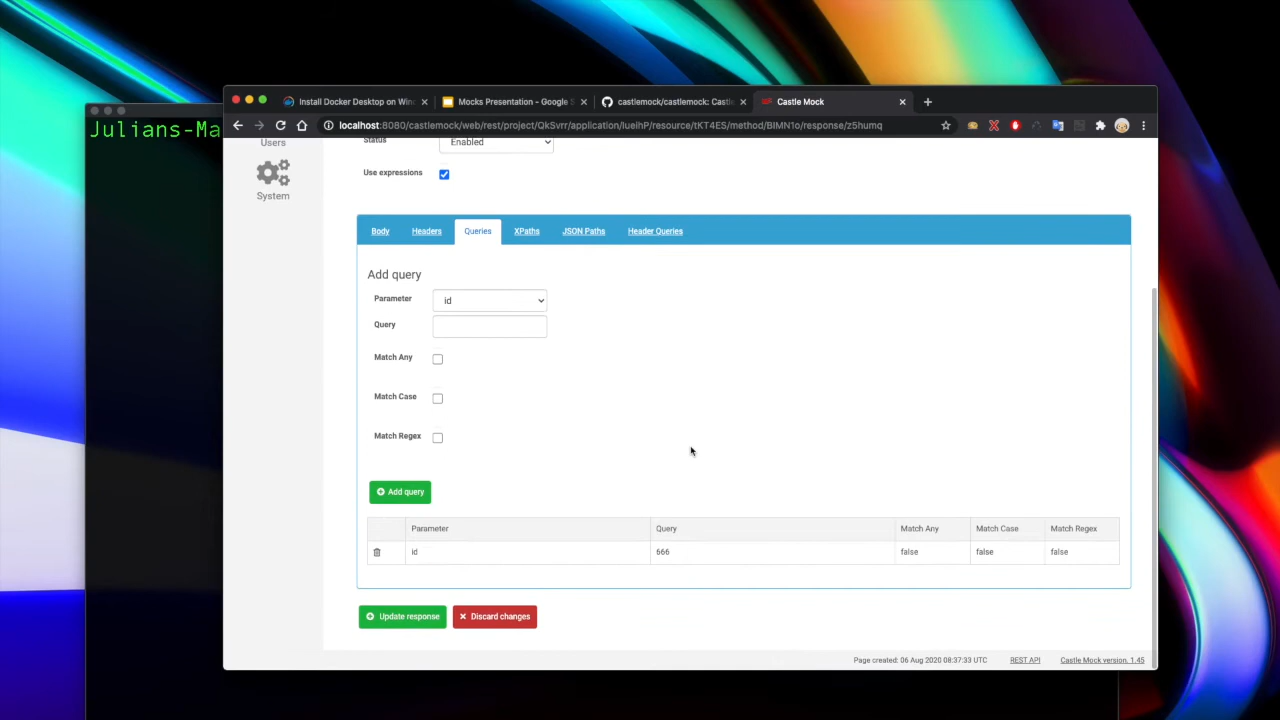 Install Docker Desktop on Win
Mocks Presentation - Google S
castlemock/castlemock: Castl
Castle Mock
Julians-Ma
localhost:8080/castlemock/web/rest/project/QkSvrr/application/IueihP/resource/tKT4ES/method/BIMN1o/response/z5humq
Users
System
Status
Enabled
Use expressions
Body
Headers
Queries
XPaths
JSON Paths
Header Queries
Add query
Parameter
id
Query
Match Any
Match Case
Match Regex
Add query
Parameter Query Match Any Match Case Match Regex
id 666 false false false
Update response
Discard changes
Page created: 06 Aug 2020 08:37:33 UTC
REST API
Castle Mock version. 1.45